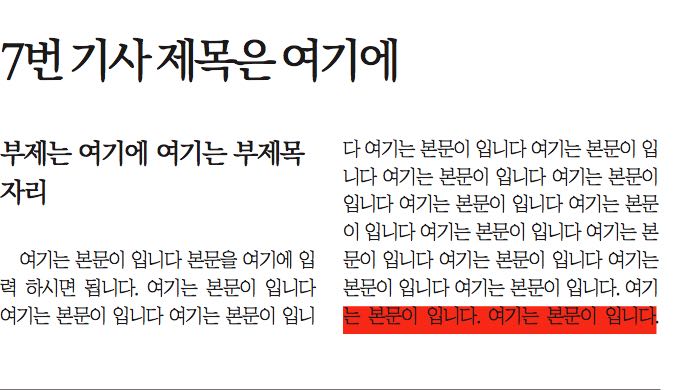 7번 기사 제목은 여기에
부제는 여기에 여기는 부제목
자리
여기는 본문이 입니다 본문을 여기에 입
력 하시면 됩니다. 여기는 본문이 입니다
여기는 본문이 입니다 여기는 본문이 입니
다 여기는 본문이 입니다 여기는 본문이 입
니다 여기는 본문이 입니다 여기는 본문이
입니다 여기는 본문이 입니다 여기는 본문
이 입니다 여기는 본문이 입니다 여기는 본
문이 입니다 여기는 본문이 입니다 여기는
본문이 입니다 여기는 본문이 입니다. 여기
는 본문이 입니다. 여기는 본문이 입니다.